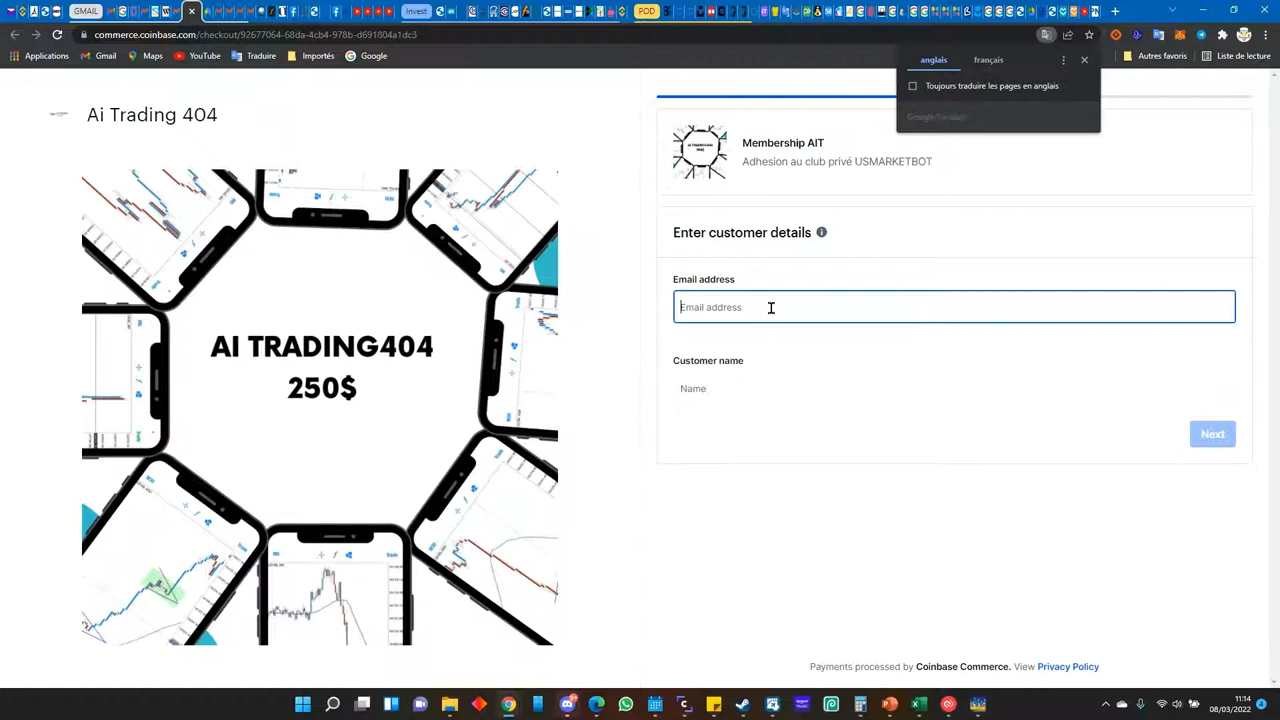 GMAIL
Invest
POD
commerce.coinbase.com/checkout/92677064-68da-4cb4-978b-d691804a1dc3
Applications
Gmail
Maps
YouTube
Traduire
Importés
Google
Autres favoris
Liste de lecture
anglais
français
Toujours traduire les pages en anglais
Ai Trading 404
AI TRADING404
250$
Membership AIT
Adhesion au club privé USMARKETBOT
Enter customer details
Email address
Email address
Customer name
Name
Next
Payments processed by Coinbase Commerce. View Privacy Policy
11:14
08/03/2022